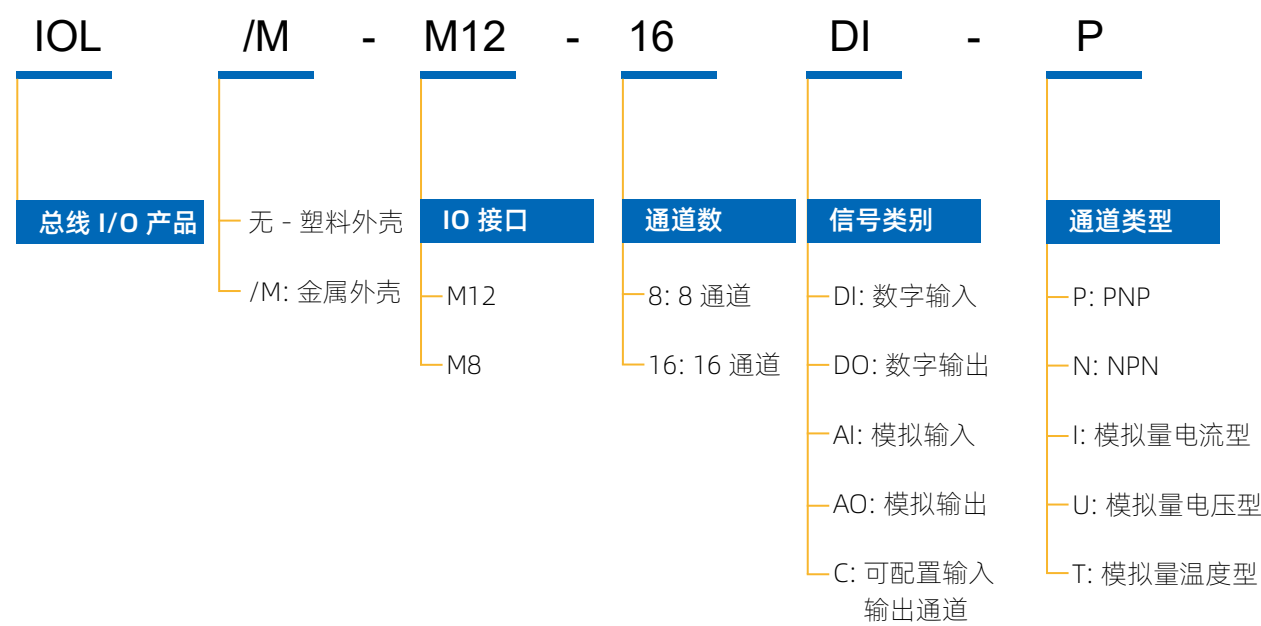 IOL /M - M12 - 16 DI - P
总线 I/O 产品
无 - 塑料外壳
/M: 金属外壳
IO 接口
M12
M8
通道数
8: 8 通道
16: 16 通道
信号类别
DI: 数字输入
DO: 数字输出
AI: 模拟输入
AO: 模拟输出
C: 可配置输入
输出通道
通道类型
P: PNP
N: NPN
I: 模拟量电流型
U: 模拟量电压型
T: 模拟量温度型